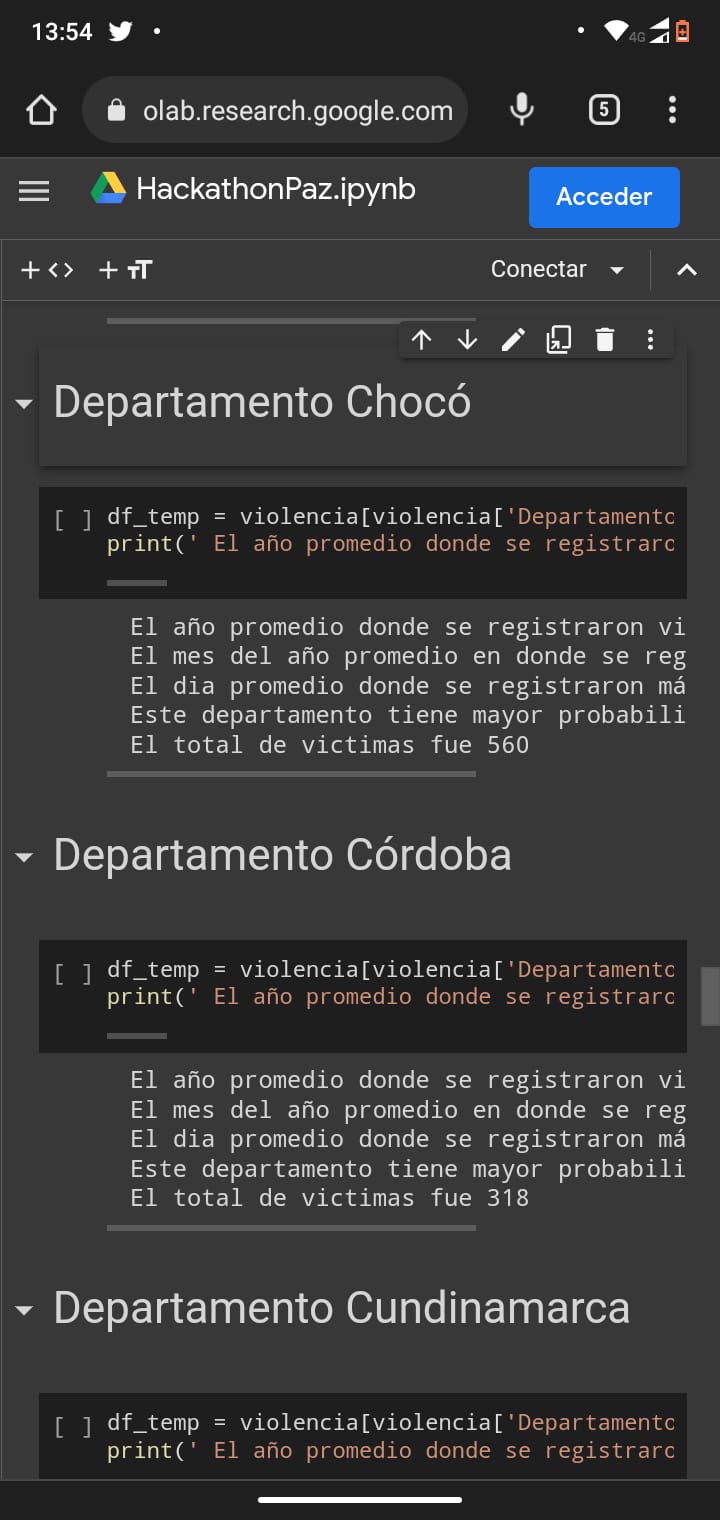 13:54
4G
olab.research.google.com
5
HackathonPaz.ipynb
Acceder
+ <> + TT
Conectar
Departamento Chocó
[ ] df_temp = violencia[violencia['Departamento
print(' El año promedio donde se registraro
El año promedio donde se registraron vi
El mes del año promedio en donde se reg
El dia promedio donde se registraron má
Este departamento tiene mayor probabili
El total de victimas fue 560
Departamento Córdoba
[ ] df_temp = violencia[violencia['Departamento
print(' El año promedio donde se registraro
El año promedio donde se registraron vi
El mes del año promedio en donde se reg
El dia promedio donde se registraron má
Este departamento tiene mayor probabili
El total de victimas fue 318
Departamento Cundinamarca
[ ] df_temp = violencia[violencia['Departamento
print(' El año promedio donde se registraro